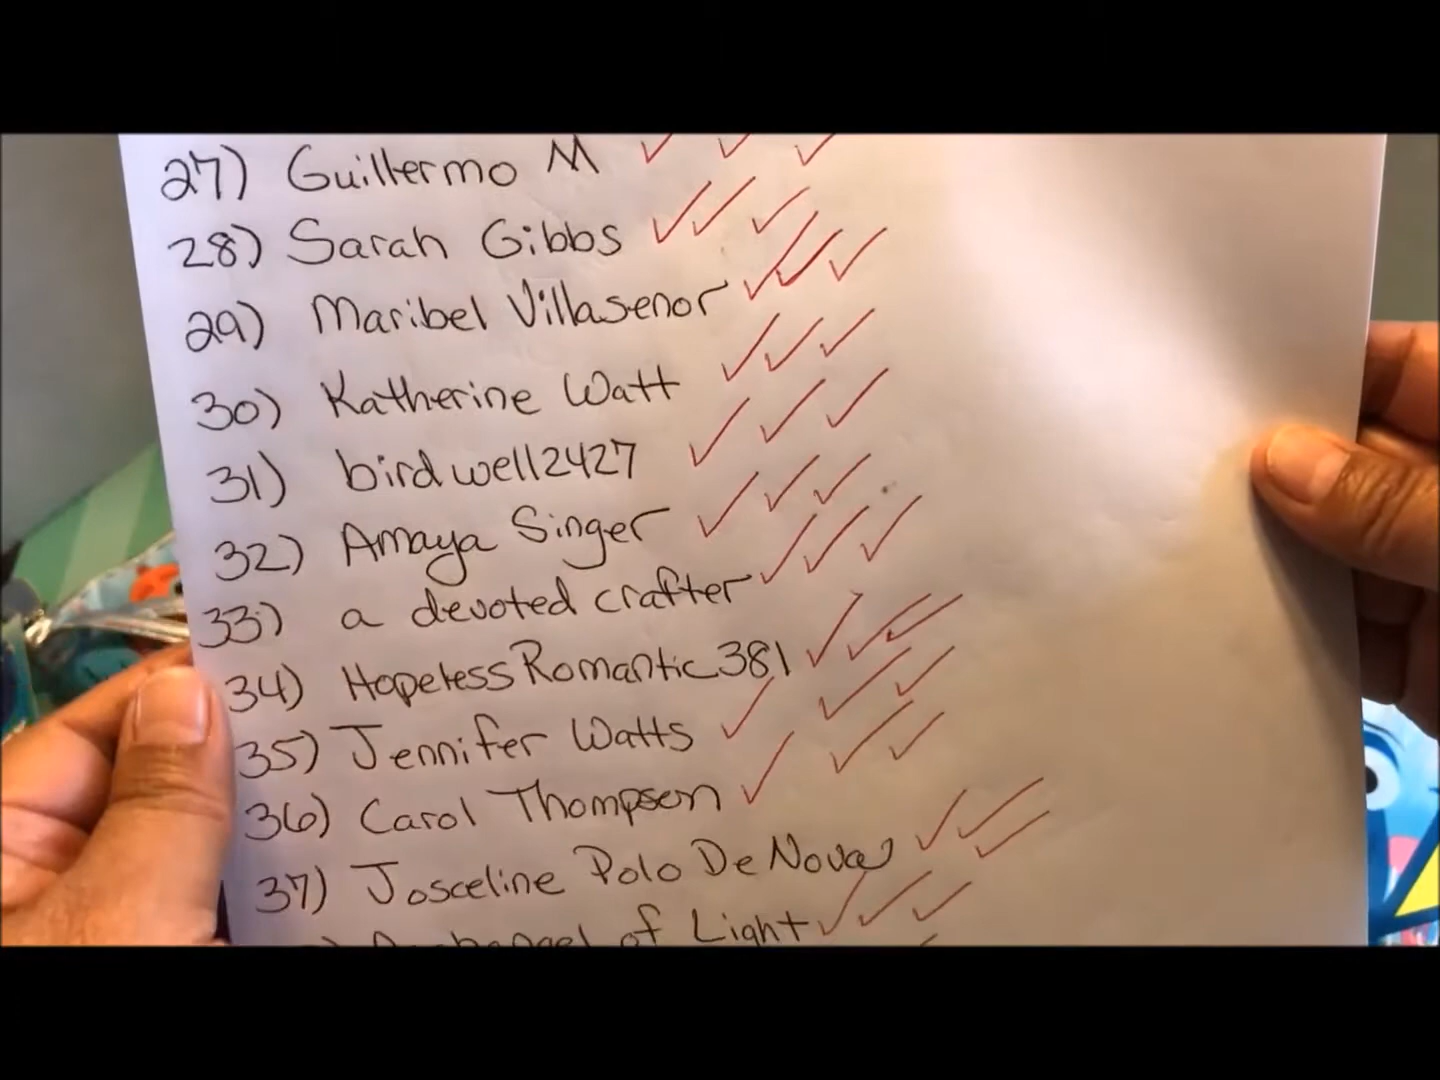 27) Guillermo M
28) Sarah Gibbs
29) Maribel Villasenor
30) Katherine Watt
31) birdwell2427
32) Amaya Singer
33) a devoted crafter
34) HopelessRomantic381
35) Jennifer Watts
36) Carol Thompson
37) Josceline Polo De Nova
of Light